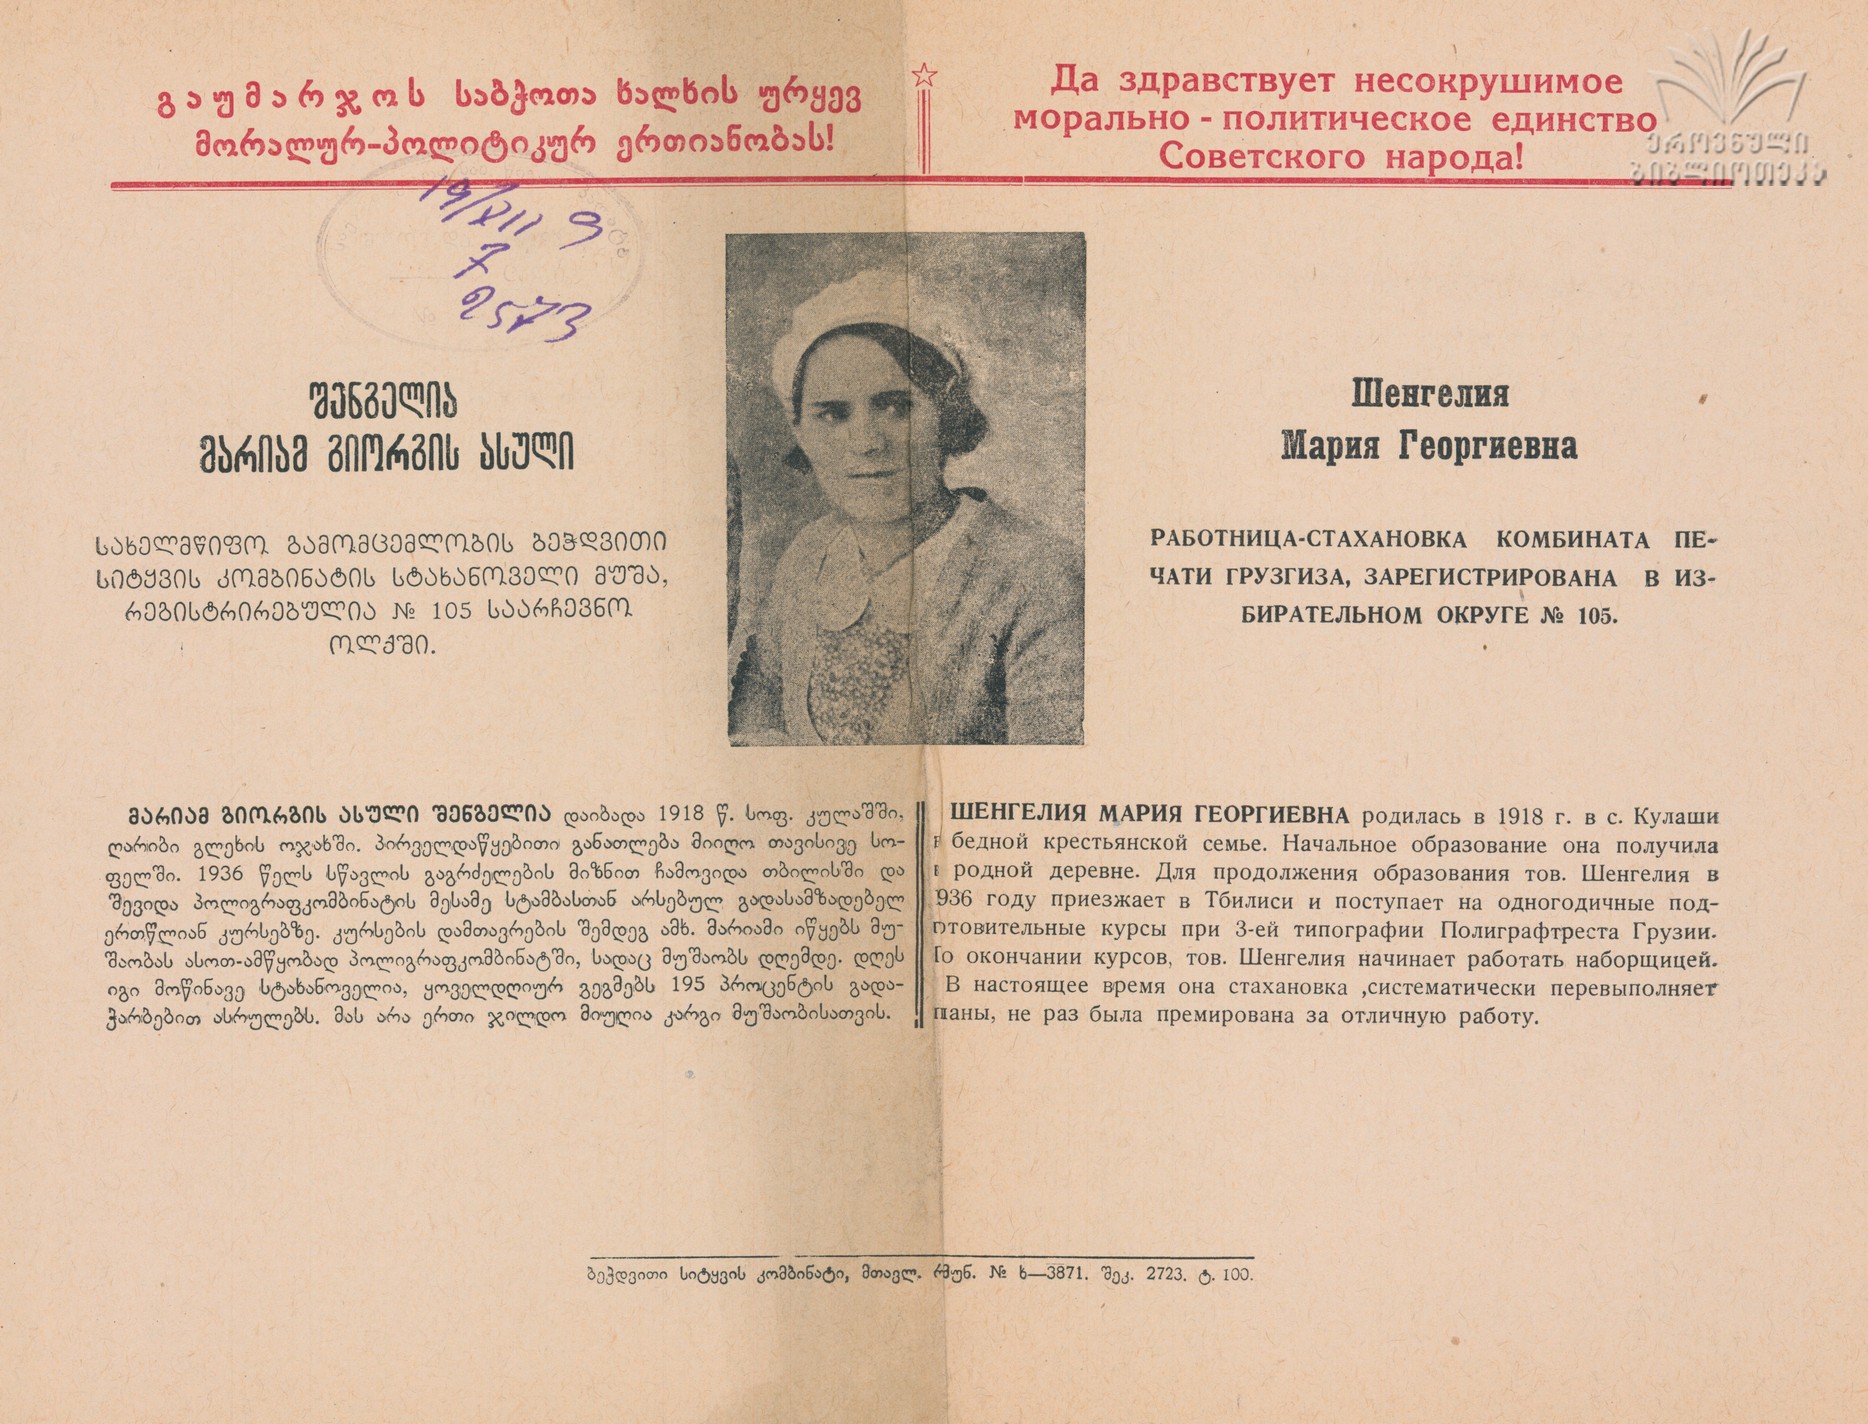 გაუმარჯოს საბჭოთა ხალხის ურყევ
მორალურ-პოლიტიკურ ერთიანობას!
Да здравствует несокрушимое
морально - политическое единство
Советского народа!
ეროვნული
ბიბლიოთეკა
19/XII 9
7
2573
შენგელია
მარიამ გიორგის ასული
სახელმწიფო გამომცემლობის ბეჭდვითი
სიტყვის კომბინატის სტახანოველი მუშა,
რეგისტრირებულია № 105 საარჩევნო
ოლქში.
Шенгелия
Мария Георгиевна
РАБОТНИЦА-СТАХАНОВКА КОМБИНАТА ПЕ-
ЧАТИ ГРУЗГИЗА, ЗАРЕГИСТРИРОВАНА В ИЗ-
БИРАТЕЛЬНОМ ОКРУГЕ № 105.
მარიამ გიორგის ასული შენგელია დაიბადა 1918 წ. სოფ. კულაშში,
ღარიბი გლეხის ოჯახში. პირველდაწყებითი განათლება მიიღო თავისივე სო-
ფელში. 1936 წელს სწავლის გაგრძელების მიზნით ჩამოვიდა თბილისში და
შევიდა პოლიგრაფკომბინატის მესამე სტამბასთან არსებულ გადასამზადებელ
ერთწლიან კურსებზე. კურსების დამთავრების შემდეგ ამხ. მარიამი იწყებს მუ-
შაობას ასოთ-ამწყობად პოლიგრაფკომბინატში, სადაც მუშაობს დღემდე. დღეს
იგი მოწინავე სტახანოველია, ყოველდღიურ გეგმებს 195 პროცენტის გადა-
ჭარბებით ასრულებს. მას არა ერთი ჯილდო მიუღია კარგი მუშაობისათვის.
ШЕНГЕЛИЯ МАРИЯ ГЕОРГИЕВНА родилась в 1918 г. в с. Кулаши
в бедной крестьянской семье. Начальное образование она получила
в родной деревне. Для продолжения образования тов. Шенгелия в
936 году приезжает в Тбилиси и поступает на одногодичные под-
готовительные курсы при 3-ей типографии Полиграфтреста Грузии.
По окончании курсов, тов. Шенгелия начинает работать наборщицей.
В настоящее время она стахановка ,систематически перевыполняет
планы, не раз была премирована за отличную работу.
ბეჭდვითი სიტყვის კომბინატი, მთავლ. რწმუნ. № ხ—3871. შეკ. 2723. ტ. 100.